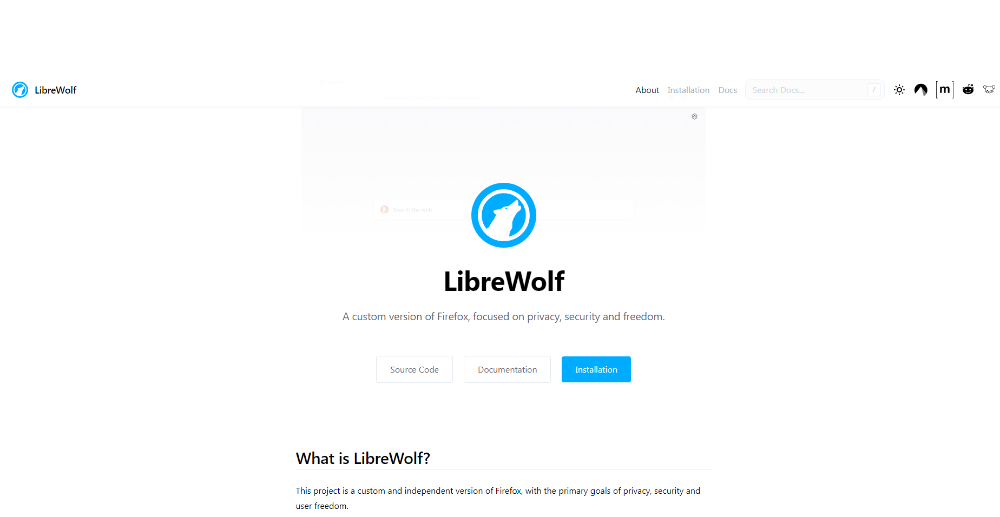 LibreWolf
About Installation Docs Search Docs... /
m
Search the web
LibreWolf
A custom version of Firefox, focused on privacy, security and freedom.
Source Code Documentation Installation
What is LibreWolf?
This project is a custom and independent version of Firefox, with the primary goals of privacy, security and
user freedom.